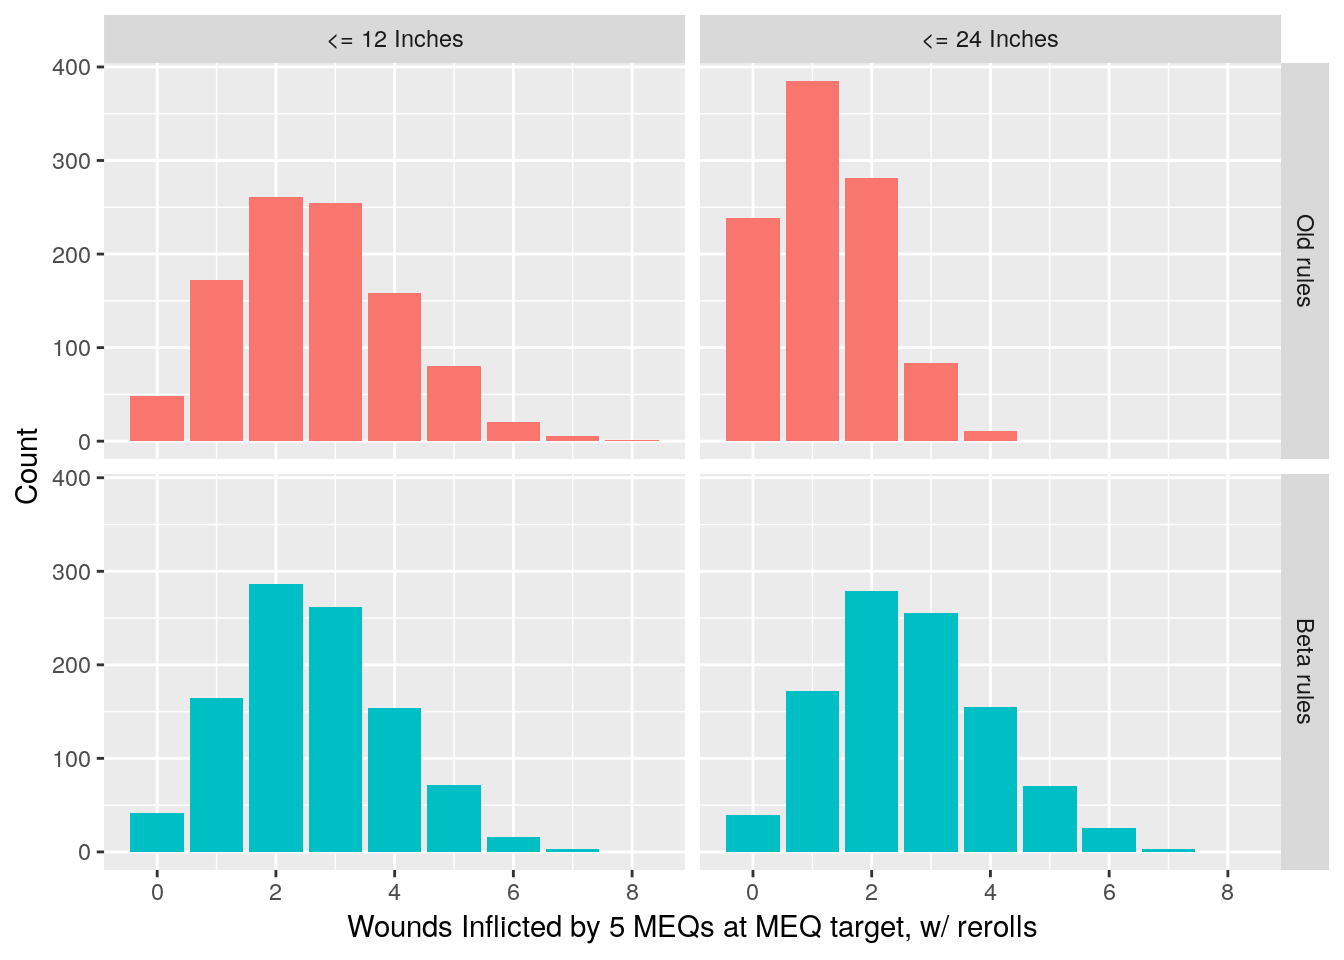 <= 12 Inches
<= 24 Inches
400
300
200
100
0
Old rules
Count
400
300
200
100
0
Beta rules
0 2 4 6 8
0 2 4 6 8
Wounds Inflicted by 5 MEQs at MEQ target, w/ rerolls